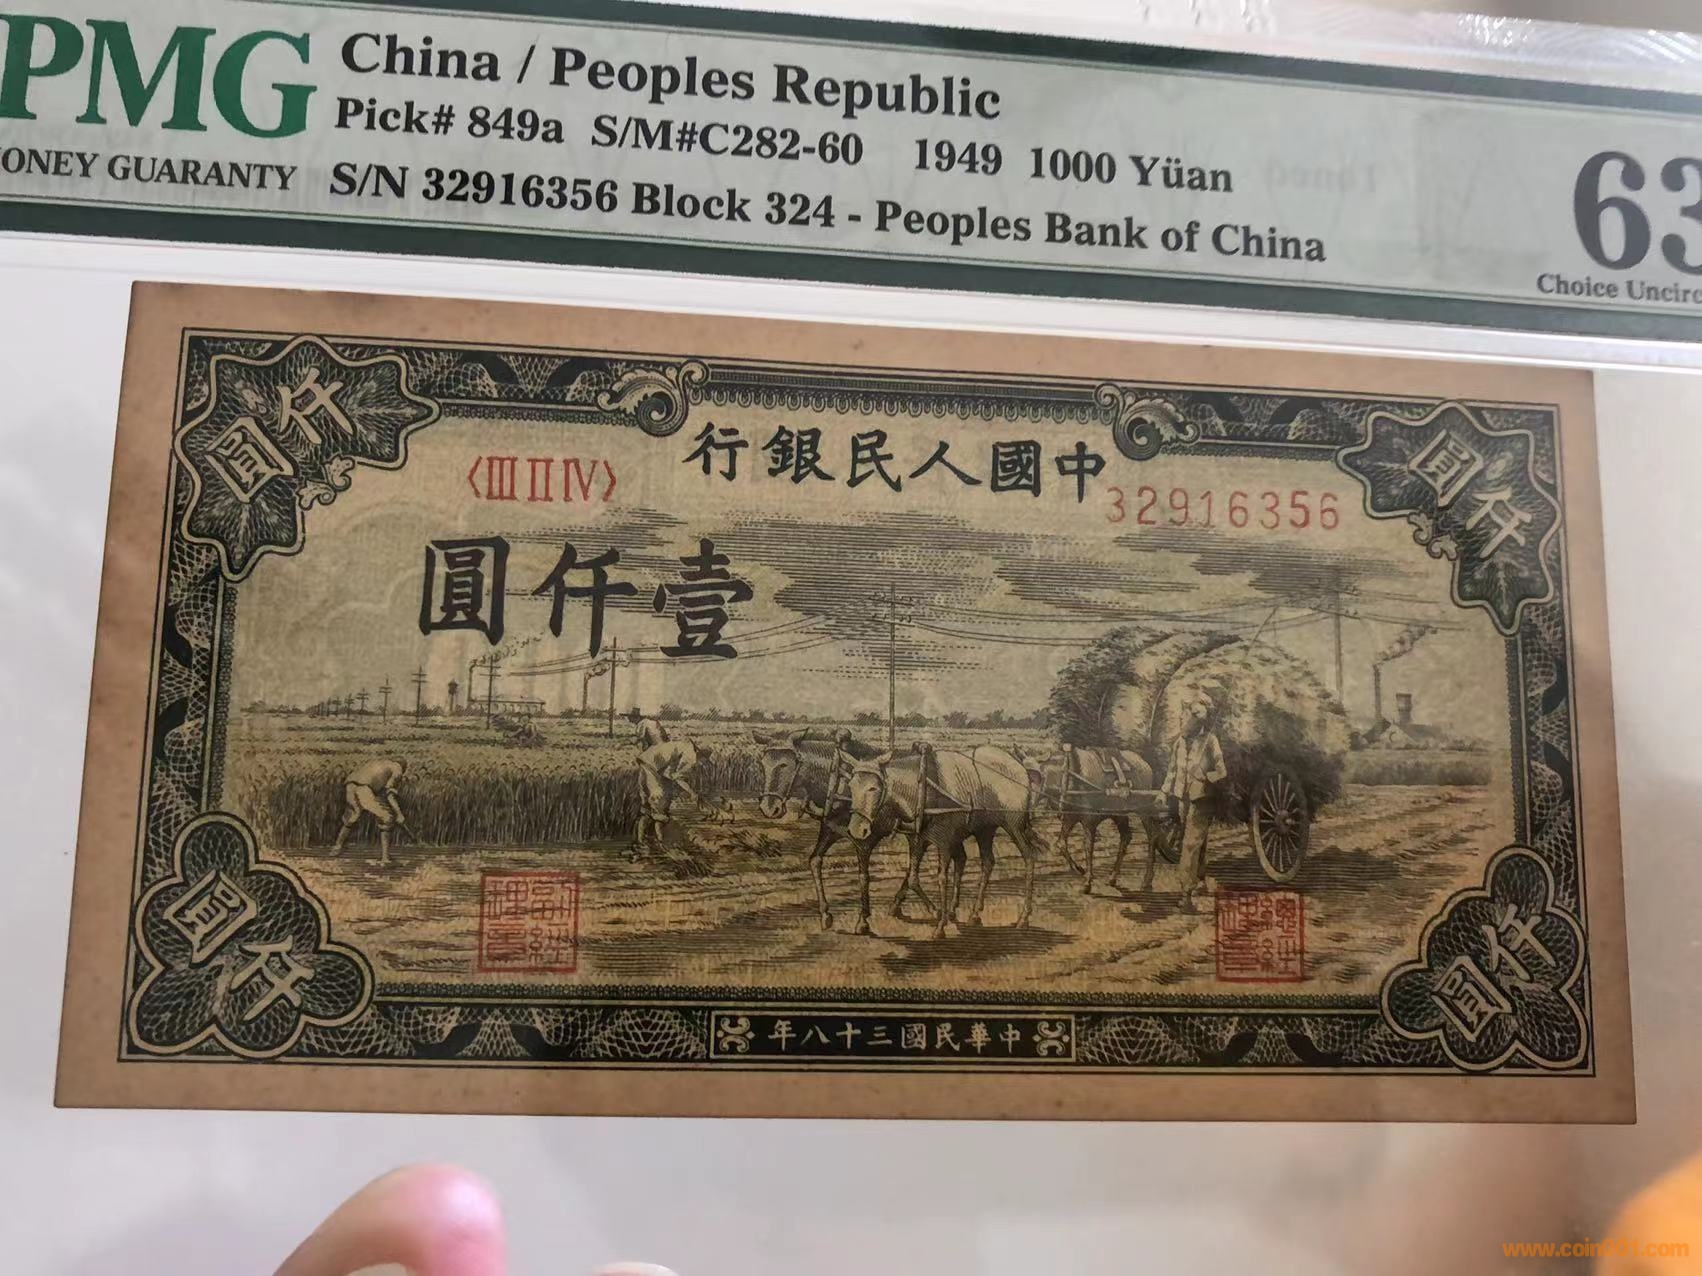 PMG
China / Peoples Republic
Pick# 849a S/M#C282-60 1949 1000 Yüan
S/N 32916356 Block 324 - Peoples Bank of China
ONEY GUARANTY
63
Choice Uncirc
圓仟
圓仟
行銀民人國中
〈III II IV〉
32916356
圓仟壹
圓仟
圓仟
年八十三國民華中
www.coin001.com